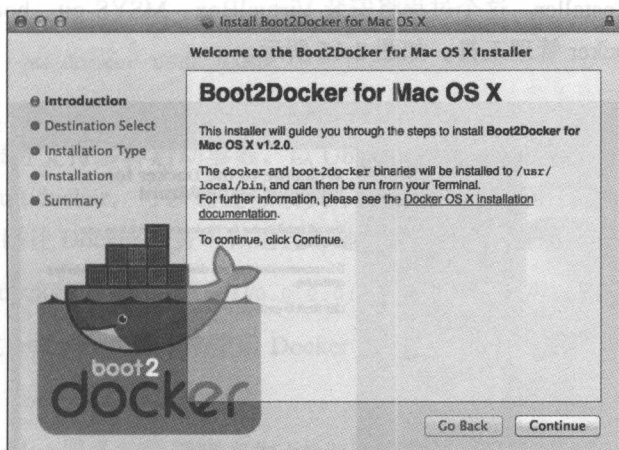 Install Boot2Docker for Mac OS X
Welcome to the Boot2Docker for Mac OS X Installer
Introduction
Destination Select
Installation Type
Installation
Summary
Boot2Docker for Mac OS X
This installer will guide you through the steps to install Boot2Docker for
Mac OS X v1.2.0.
The docker and boot2docker binaries will be installed to /usr/
local/bin, and can then be run from your Terminal.
For further information, please see the Docker OS X installation
documentation.
To continue, click Continue.
boot2
docker
Go Back
Continue